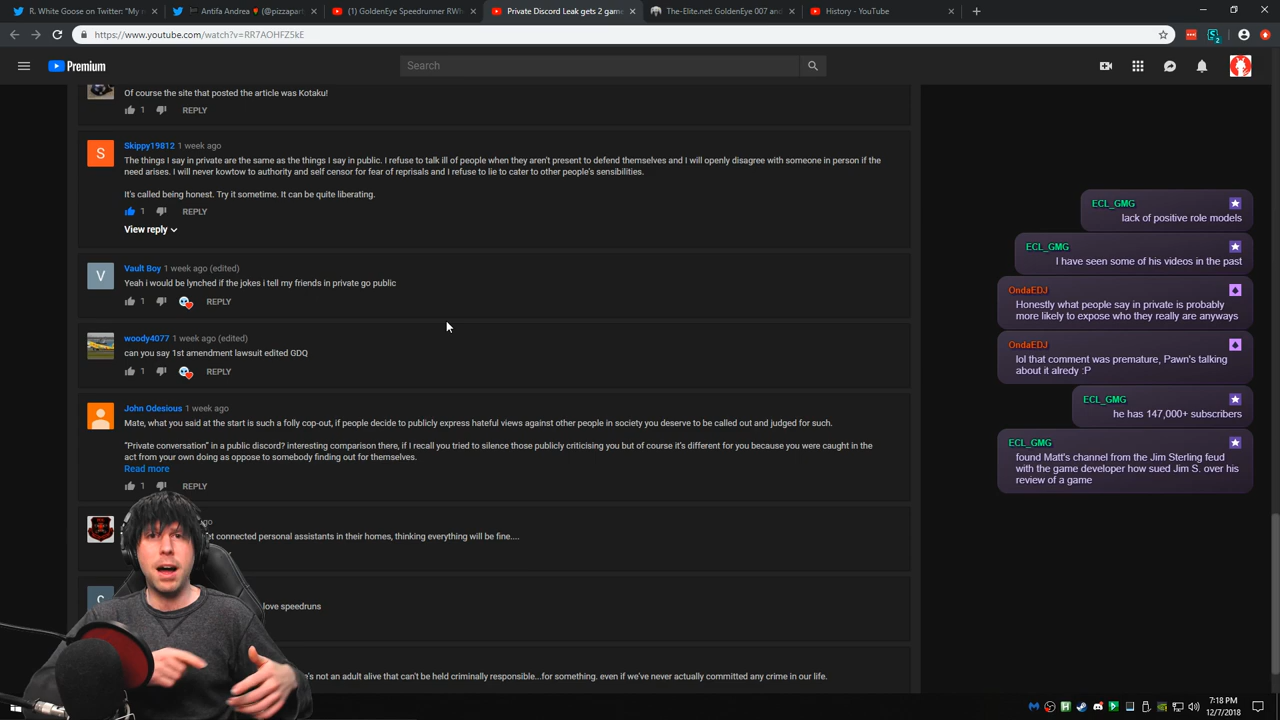 R. White Goose on Twitter: "My n
Antifa Andrea
(@pizzapart
(1) GoldenEye Speedrunner RWh
Private Discord Leak gets 2 game
The-Elite.net: GoldenEye 007 and
History - YouTube
https://www.youtube.com/watch?v=RR7AOHFZ5kE
Premium
Search
Of course the site that posted the article was Kotaku!
1 REPLY
S
Skippy19812 1 week ago
The things I say in private are the same as the things I say in public. I refuse to talk ill of people when they aren't present to defend themselves and I will openly disagree with someone in person if the
need arises. I will never kowtow to authority and self censor for fear of reprisals and I refuse to lie to cater to other people's sensibilities.
It's called being honest. Try it sometime. It can be quite liberating.
1 REPLY
View reply
V
Vault Boy 1 week ago (edited)
Yeah i would be lynched if the jokes i tell my friends in private go public
1 REPLY
woody4077 1 week ago (edited)
can you say 1st amendment lawsuit edited GDQ
1 REPLY
John Odesious 1 week ago
Mate, what you said at the start is such a folly cop-out, if people decide to publicly express hateful views against other people in society you deserve to be called out and judged for such.
"Private conversation" in a public discord? interesting comparison there, if I recall you tried to silence those publicly criticising you but of course it's different for you because you were caught in the
act from your own doing as oppose to somebody finding out for themselves.
Read more
1 REPLY
ago
et connected personal assistants in their homes, thinking everything will be fine....
love speedruns
's not an adult alive that can't be held criminally responsible...for something. even if we've never actually committed any crime in our life.
ECL_GMG
lack of positive role models
ECL_GMG
I have seen some of his videos in the past
OndaEDJ
Honestly what people say in private is probably
more likely to expose who they really are anyways
OndaEDJ
lol that comment was premature, Pawn's talking
about it alredy :P
ECL_GMG
he has 147,000+ subscribers
ECL_GMG
found Matt's channel from the Jim Sterling feud
with the game developer how sued Jim S. over his
review of a game
7:18 PM
12/7/2018